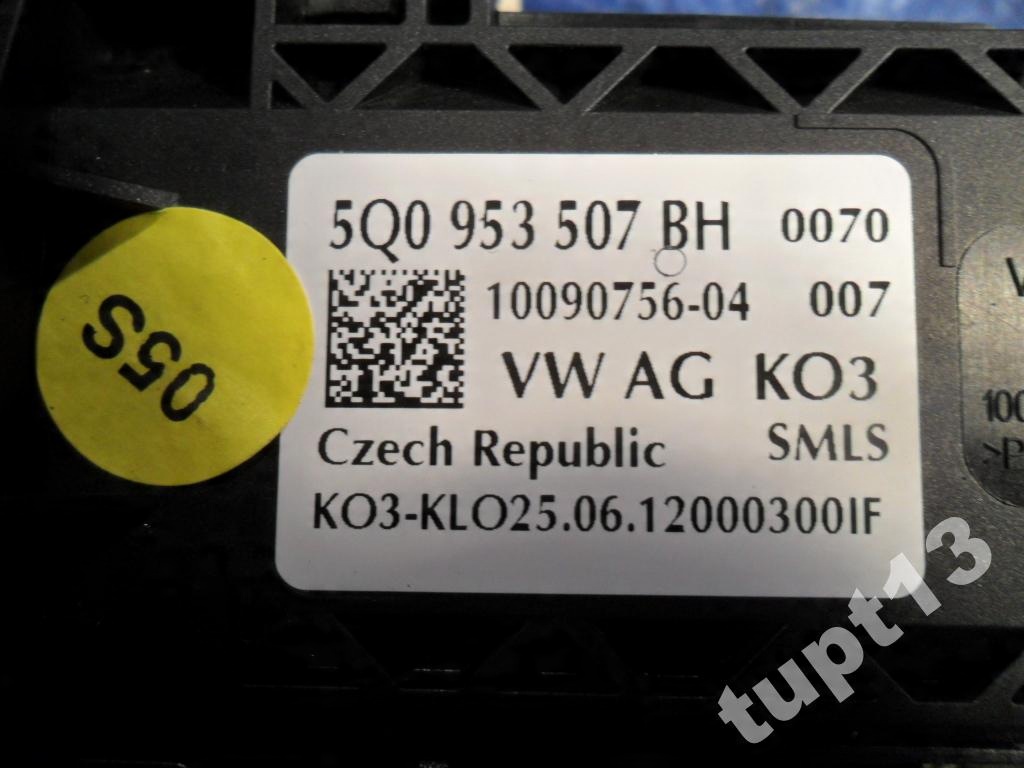 5Q0 953 507 BH 0070
10090756-04 007
VW AG KO3
Czech Republic SMLS
KO3-KLO25.06.12000300IF
05S
V
100
>P
tupt13